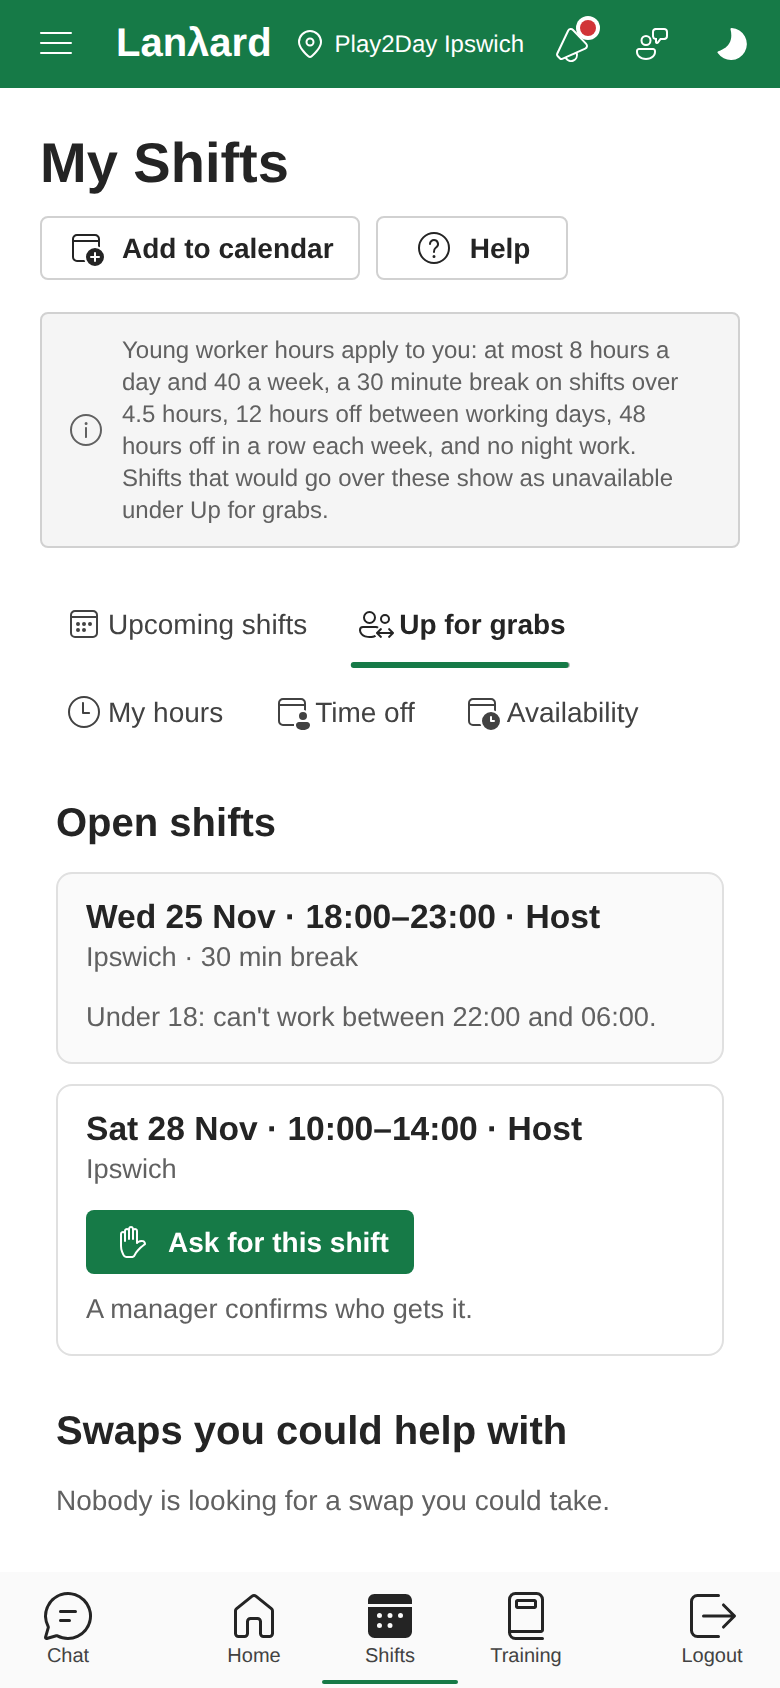 Lanλard
Play2Day Ipswich
My Shifts
Add to calendar
Help
Young worker hours apply to you: at most 8 hours a
day and 40 a week, a 30 minute break on shifts over
4.5 hours, 12 hours off between working days, 48
hours off in a row each week, and no night work.
Shifts that would go over these show as unavailable
under Up for grabs.
Upcoming shifts
Up for grabs
My hours
Time off
Availability
Open shifts
Wed 25 Nov · 18:00–23:00 · Host
Ipswich · 30 min break
Under 18: can't work between 22:00 and 06:00.
Sat 28 Nov · 10:00–14:00 · Host
Ipswich
Ask for this shift
A manager confirms who gets it.
Swaps you could help with
Nobody is looking for a swap you could take.
Chat
Home
Shifts
Training
Logout